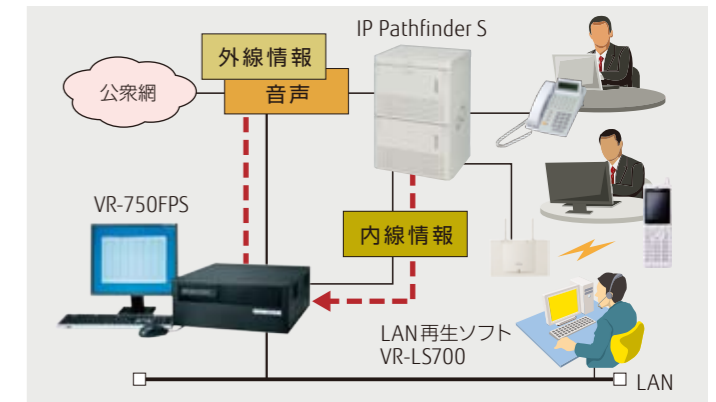 IP Pathfinder S
外線情報
音声
公衆網
VR-750FPS
内線情報
LAN再生ソフト
VR-LS700
LAN